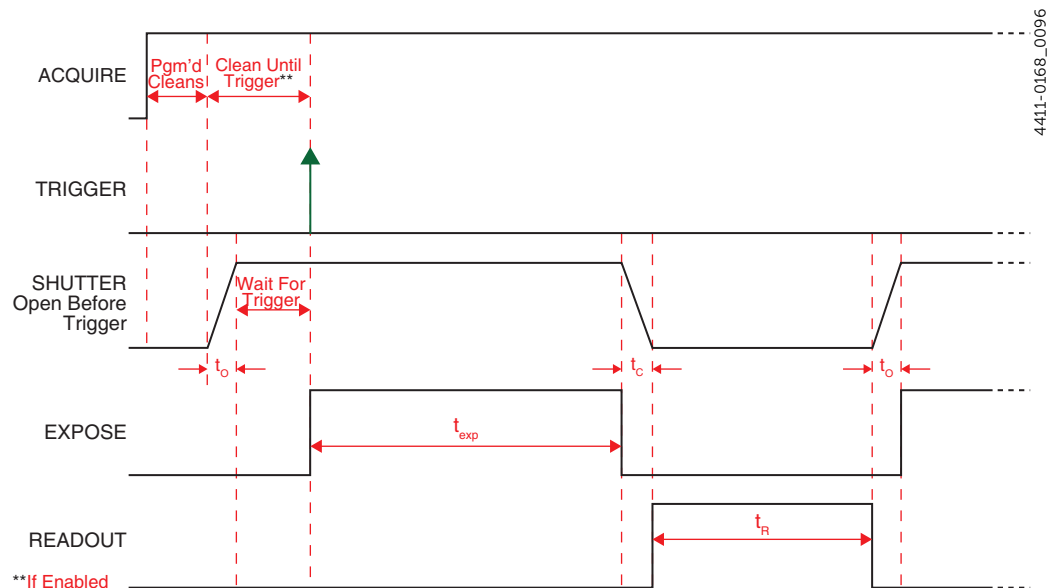 4411-0168_0096
ACQUIRE
Pgm'd
Cleans
Clean Until
Trigger**
TRIGGER
SHUTTER
Open Before
Trigger
Wait For
Trigger
tO
tC
tO
EXPOSE
texp
READOUT
tR
**If Enabled